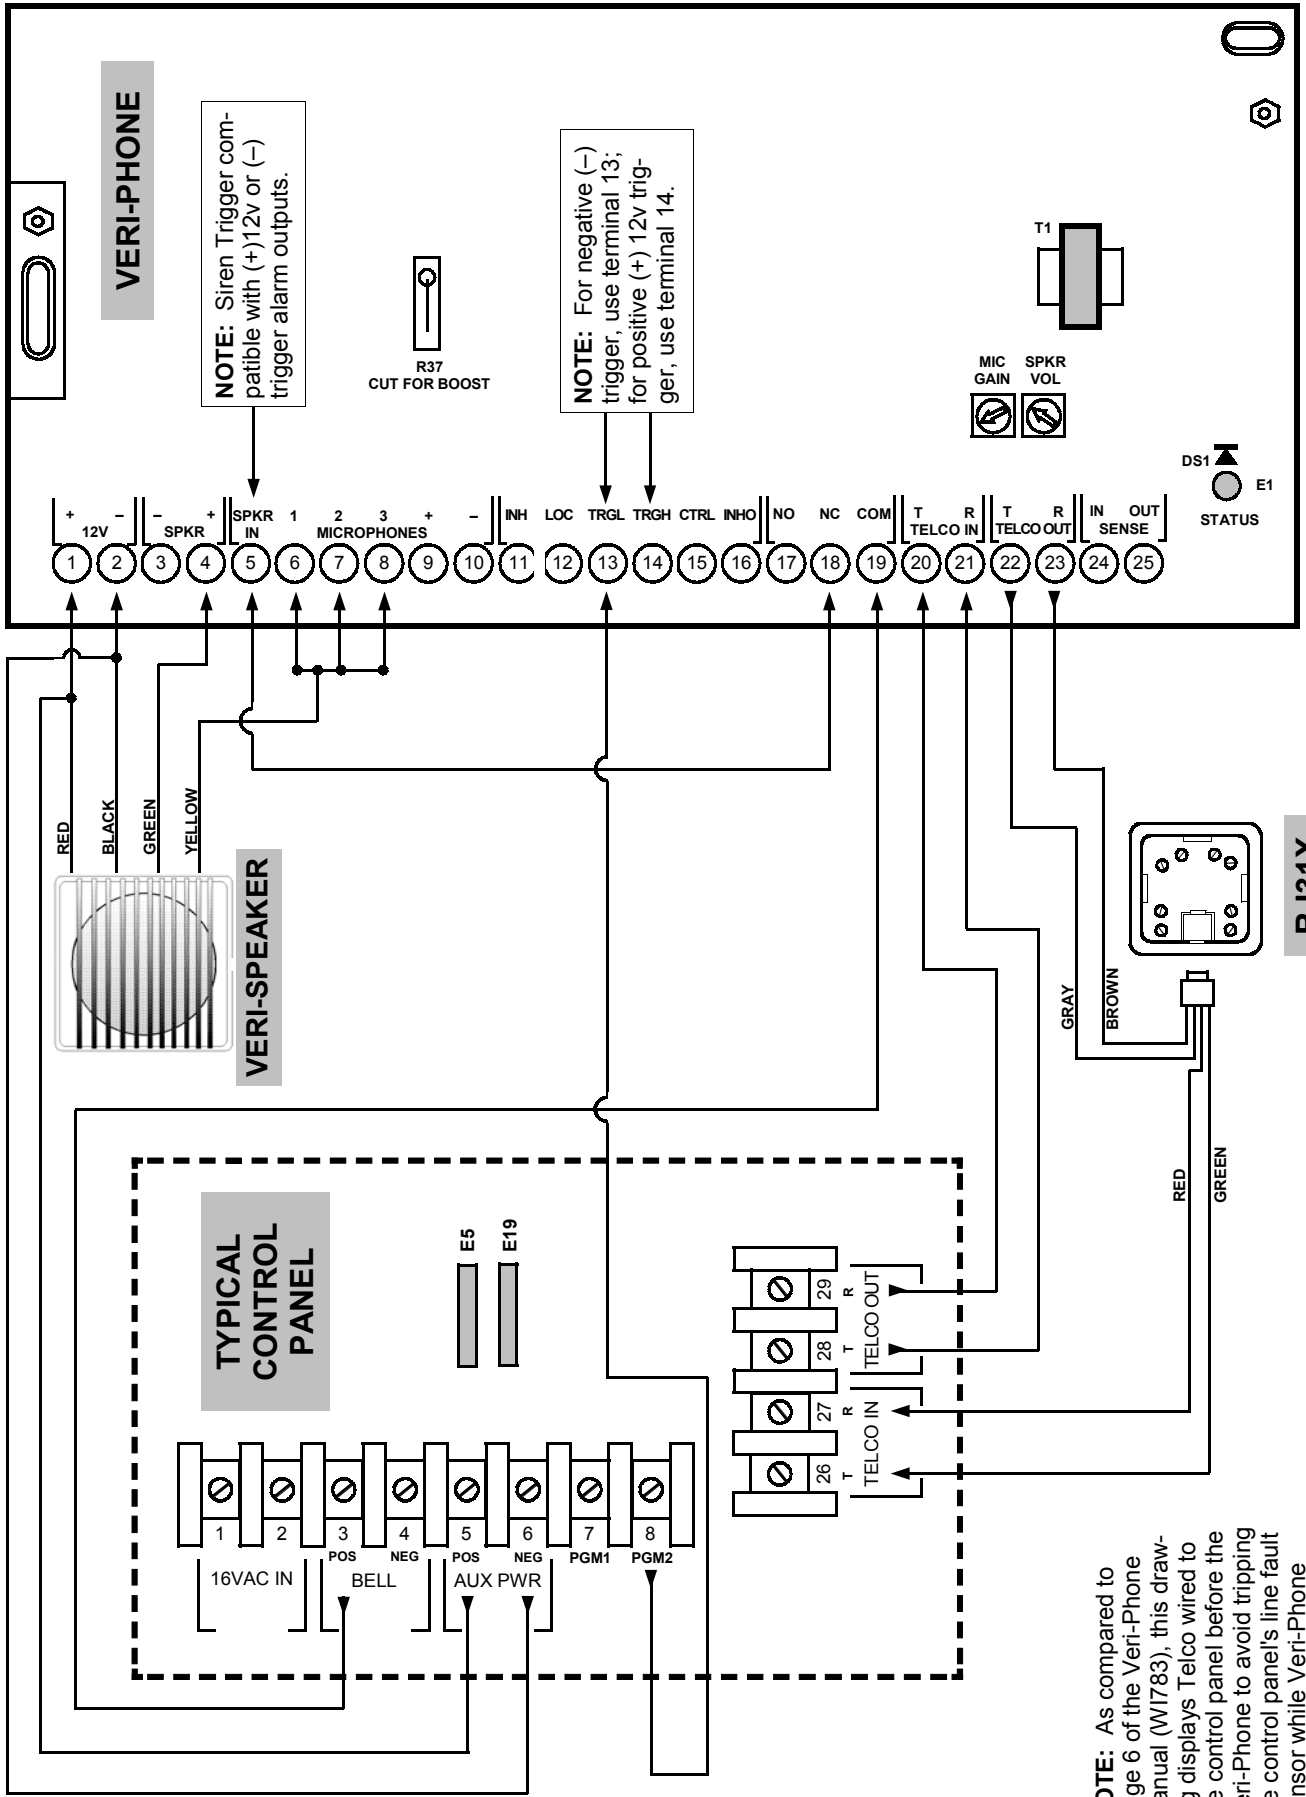 VERI-PHONE
NOTE: Siren Trigger com-
patible with (+)12v or (–)
trigger alarm outputs.
R37
CUT FOR BOOST
NOTE: For negative (–)
trigger, use terminal 13;
for positive (+) 12v trig-
ger, use terminal 14.
T1
MIC GAIN
SPKR VOL
DS1
E1
STATUS
+ – – + SPKR IN 1 2 3 + – INH LOC TRGL TRGH CTRL INHO NO NC COM T R T R IN OUT
12V SPKR MICROPHONES TELCO IN TELCO OUT SENSE
1 2 3 4 5 6 7 8 9 10 11 12 13 14 15 16 17 18 19 20 21 22 23 24 25
RED
BLACK
GREEN
YELLOW
VERI-SPEAKER
GRAY
BROWN
RED
GREEN
TYPICAL
CONTROL
PANEL
E5
E19
29 R
28 T
TELCO OUT
27 R
26 T
TELCO IN
1 2 3 4 5 6 7 8
POS NEG POS NEG PGM1 PGM2
16VAC IN BELL AUX PWR
As compared to
6 of the Veri-Phone
(WI783), this draw-
displays Telco wired to
control panel before the
to avoid tripping
control panel's line fault
while Veri-Phone